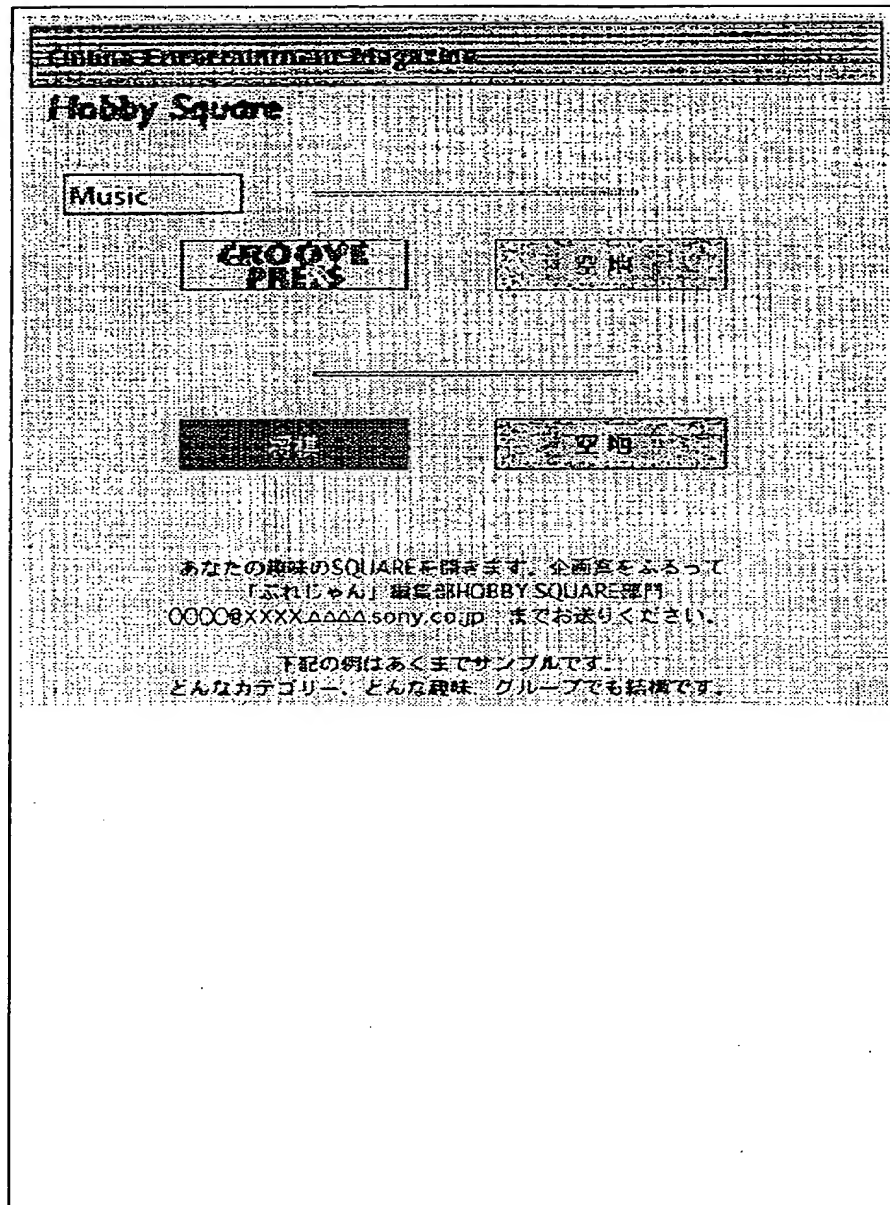 Online Entertainment Magazine
Hobby Square
Music
GROOVE
PRESS
空地
将棋
空地
あなたの趣味のSQUAREを開きます。企画案をふるって
「ぷれじゃん」編集部HOBBY SQUARE部門
OOOO@XXXX.△△△△.sony.co.jp までお送りください。
下記の例はあくまでサンプルです。
どんなカテゴリー、どんな趣味、グループでも結構です。